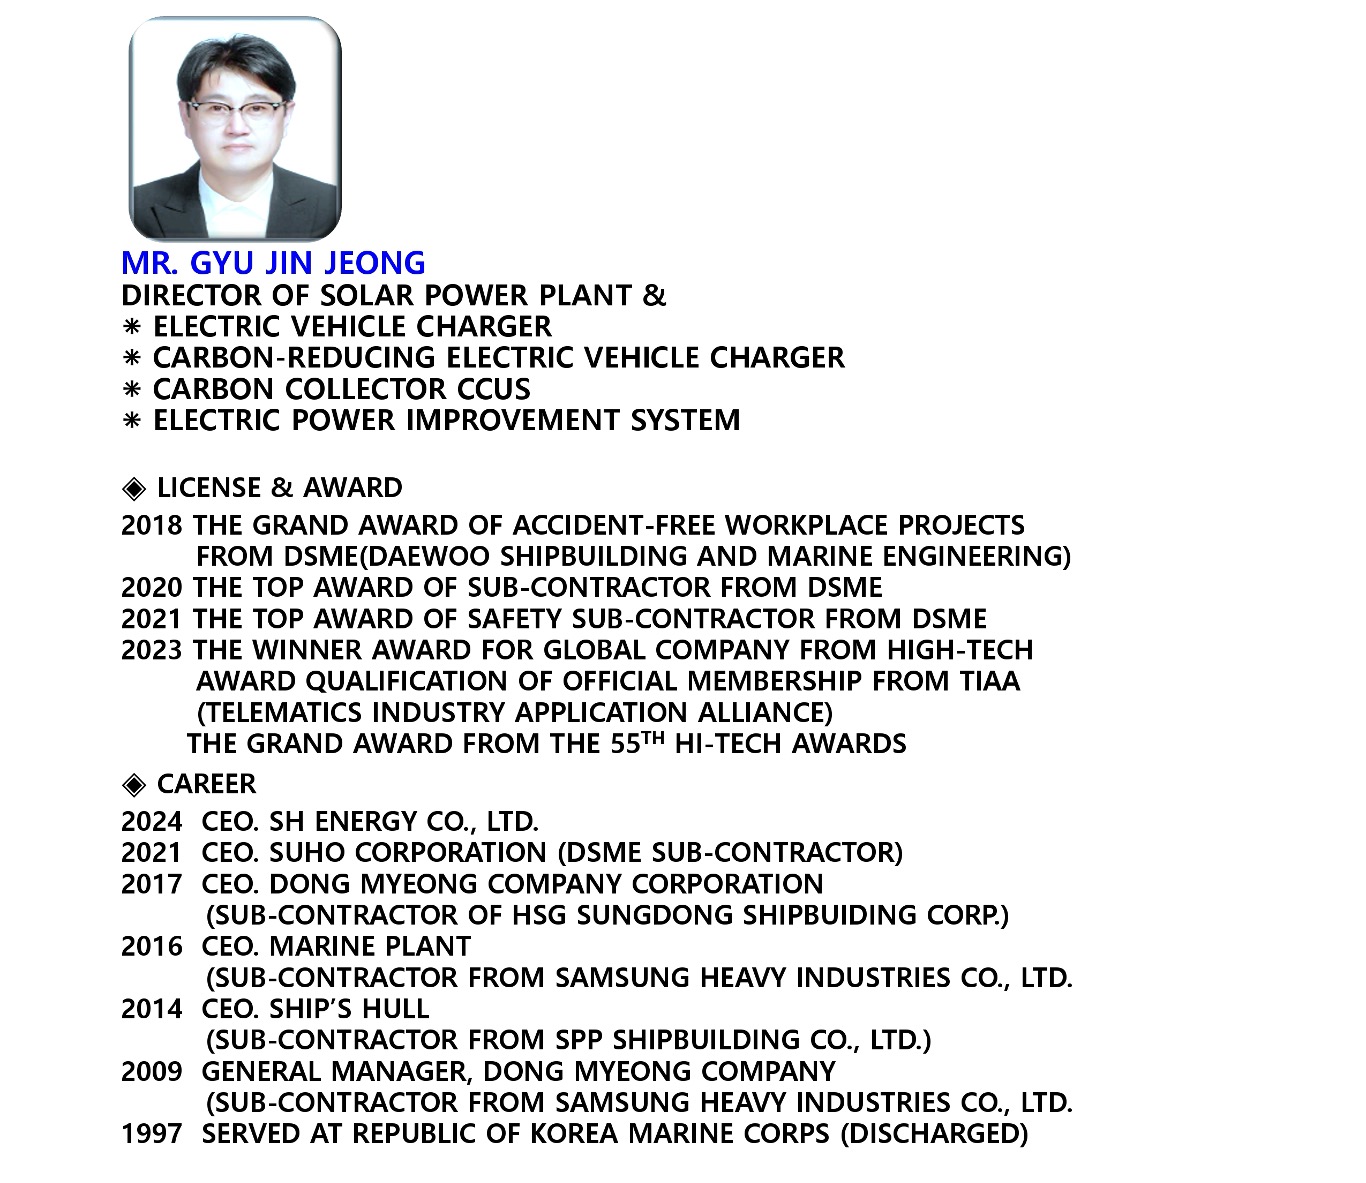 MR. GYU JIN JEONG
DIRECTOR OF SOLAR POWER PLANT &
⁕ ELECTRIC VEHICLE CHARGER
⁕ CARBON-REDUCING ELECTRIC VEHICLE CHARGER
⁕ CARBON COLLECTOR CCUS
⁕ ELECTRIC POWER IMPROVEMENT SYSTEM
◈ LICENSE & AWARD
2018 THE GRAND AWARD OF ACCIDENT-FREE WORKPLACE PROJECTS
FROM DSME(DAEWOO SHIPBUILDING AND MARINE ENGINEERING)
2020 THE TOP AWARD OF SUB-CONTRACTOR FROM DSME
2021 THE TOP AWARD OF SAFETY SUB-CONTRACTOR FROM DSME
2023 THE WINNER AWARD FOR GLOBAL COMPANY FROM HIGH-TECH
AWARD QUALIFICATION OF OFFICIAL MEMBERSHIP FROM TIAA
(TELEMATICS INDUSTRY APPLICATION ALLIANCE)
THE GRAND AWARD FROM THE 55TH HI-TECH AWARDS
◈ CAREER
2024 CEO. SH ENERGY CO., LTD.
2021 CEO. SUHO CORPORATION (DSME SUB-CONTRACTOR)
2017 CEO. DONG MYEONG COMPANY CORPORATION
(SUB-CONTRACTOR OF HSG SUNGDONG SHIPBUIDING CORP.)
2016 CEO. MARINE PLANT
(SUB-CONTRACTOR FROM SAMSUNG HEAVY INDUSTRIES CO., LTD.
2014 CEO. SHIP'S HULL
(SUB-CONTRACTOR FROM SPP SHIPBUILDING CO., LTD.)
2009 GENERAL MANAGER, DONG MYEONG COMPANY
(SUB-CONTRACTOR FROM SAMSUNG HEAVY INDUSTRIES CO., LTD.
1997 SERVED AT REPUBLIC OF KOREA MARINE CORPS (DISCHARGED)